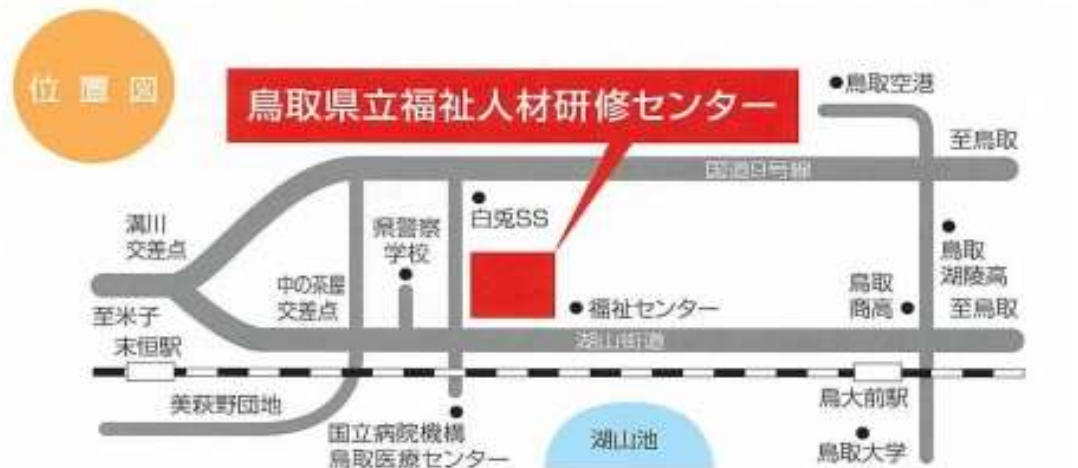 位置図
鳥取県立福祉人材研修センター
鳥取空港
至鳥取
国道9号線
白兎SS
溝川
交差点
県警察
学校
鳥取
湖陵高
中の茶屋
交差点
鳥取
商高
福祉センター
至鳥取
至米子
湖山街道
末恒駅
美萩野団地
鳥大前駅
国立病院機構
鳥取医療センター
湖山池
鳥取大学